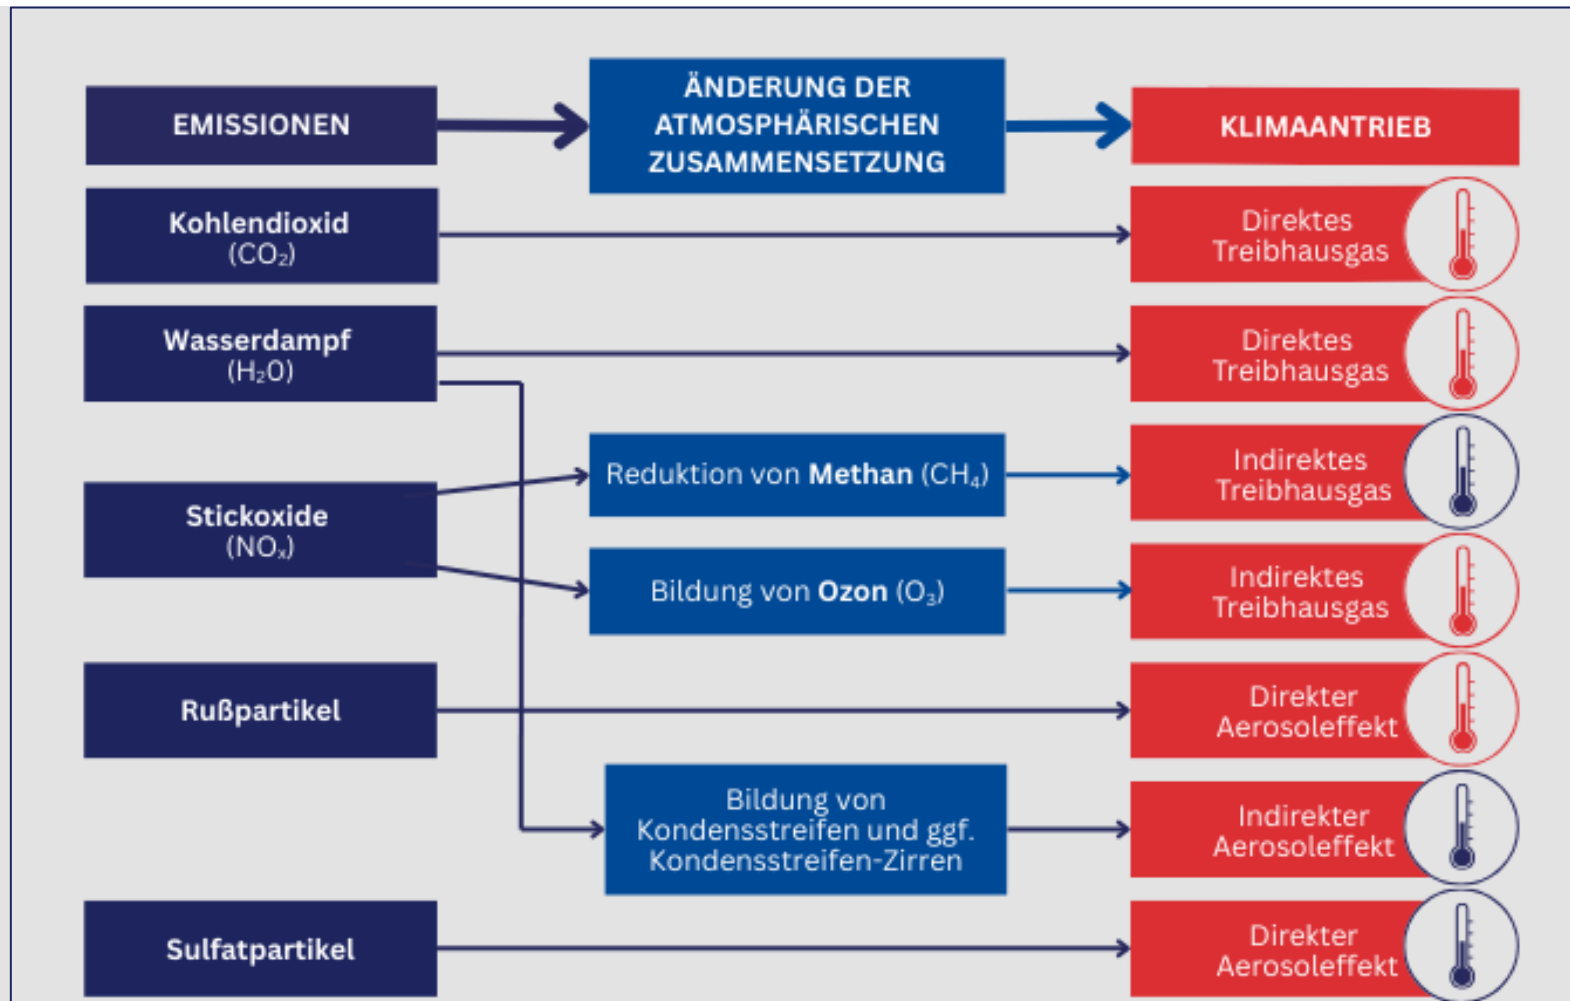 EMISSIONEN
ÄNDERUNG DER
ATMOSPHÄRISCHEN
ZUSAMMENSETZUNG
KLIMAANTRIEB
Kohlendioxid
(CO₂)
Direktes
Treibhausgas
Wasserdampf
(H₂O)
Direktes
Treibhausgas
Stickoxide
(NOₓ)
Reduktion von Methan (CH₄)
Indirektes
Treibhausgas
Bildung von Ozon (O₃)
Indirektes
Treibhausgas
Rußpartikel
Direkter
Aerosoleffekt
Bildung von
Kondensstreifen und ggf.
Kondensstreifen-Zirren
Indirekter
Aerosoleffekt
Sulfatpartikel
Direkter
Aerosoleffekt